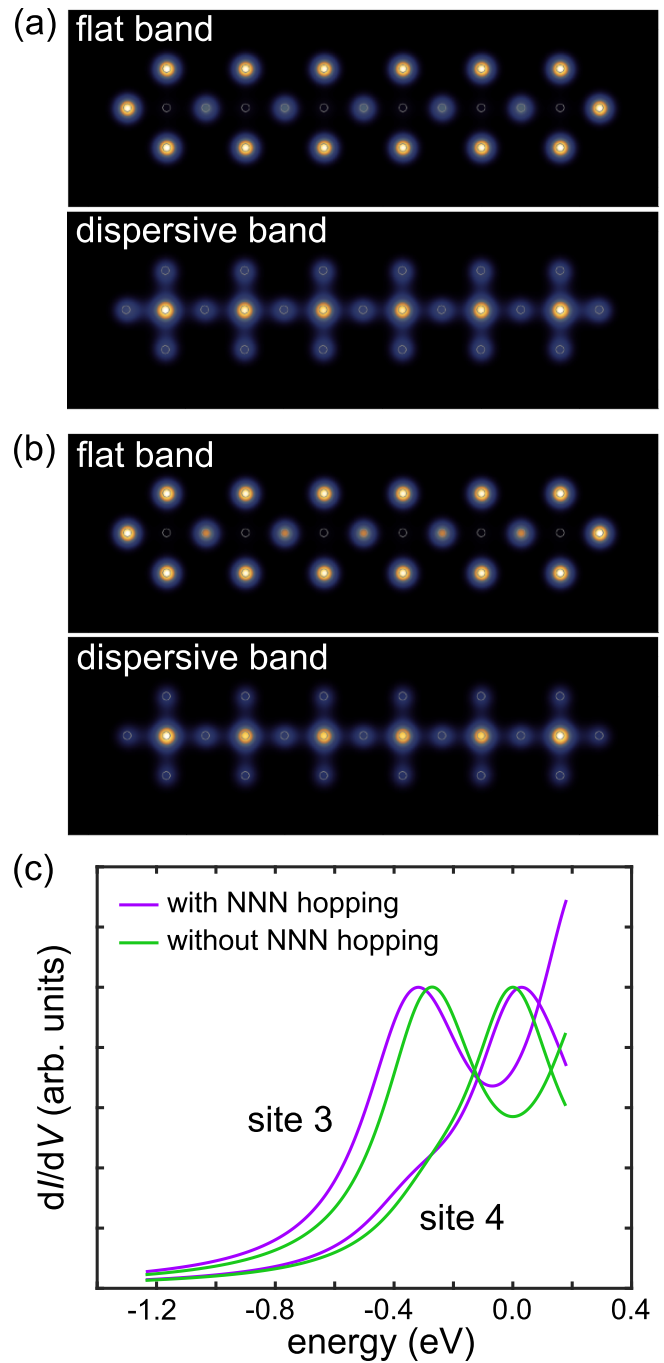 (a)
flat band
dispersive band
(b)
flat band
dispersive band
(c)
with NNN hopping
without NNN hopping
site 3
site 4
dI/dV (arb. units)
-1.2 -0.8 -0.4 0.0 0.4
energy (eV)